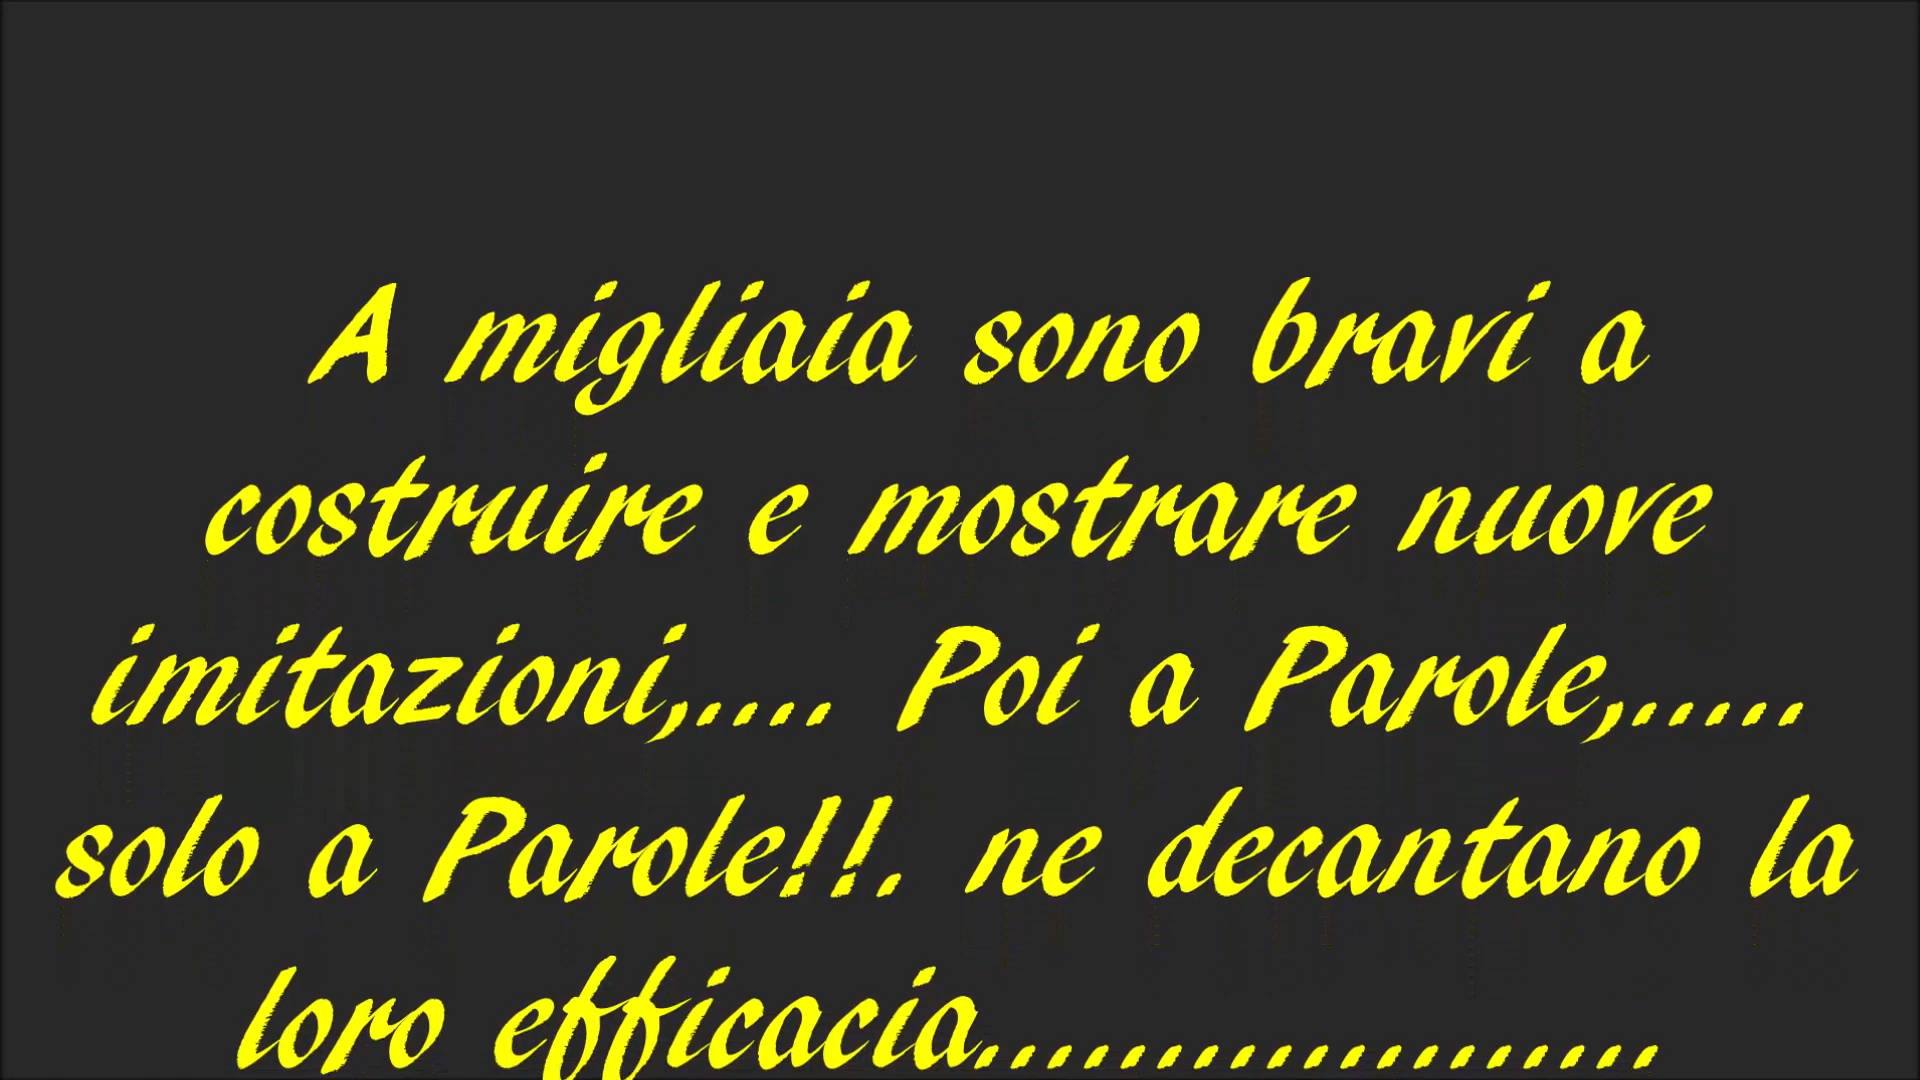 A migliaia sono bravi a
costruire e mostrare nuove
imitazioni,.... Poi a Parole,.....
solo a Parole!!. ne decantano la
loro efficacia...................